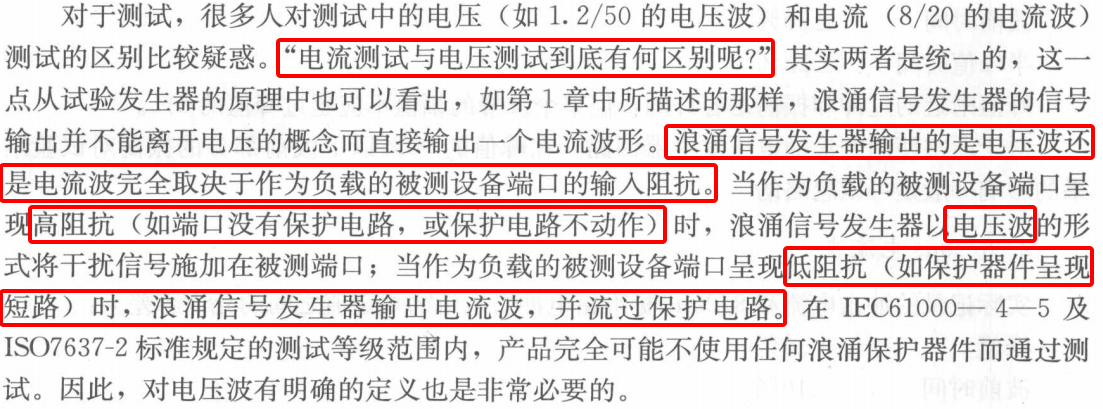 对于测试，很多人对测试中的电压（如 1.2/50 的电压波）和电流（8/20 的电流波）
测试的区别比较疑惑。“电流测试与电压测试到底有何区别呢？”其实两者是统一的，这一
点从试验发生器的原理中也可以看出，如第 1 章中所描述的那样，浪涌信号发生器的信号
输出并不能离开电压的概念而直接输出一个电流波形。浪涌信号发生器输出的是电压波还
是电流波完全取决于作为负载的被测设备端口的输入阻抗。当作为负载的被测设备端口呈
现高阻抗（如端口没有保护电路，或保护电路不动作）时，浪涌信号发生器以电压波的形
式将干扰信号施加在被测端口；当作为负载的被测设备端口呈现低阻抗（如保护器件呈现
短路）时，浪涌信号发生器输出电流波，并流过保护电路。在 IEC61000－4－5 及
ISO7637-2 标准规定的测试等级范围内，产品完全可能不使用任何浪涌保护器件而通过测
试。因此，对电压波有明确的定义也是非常必要的。